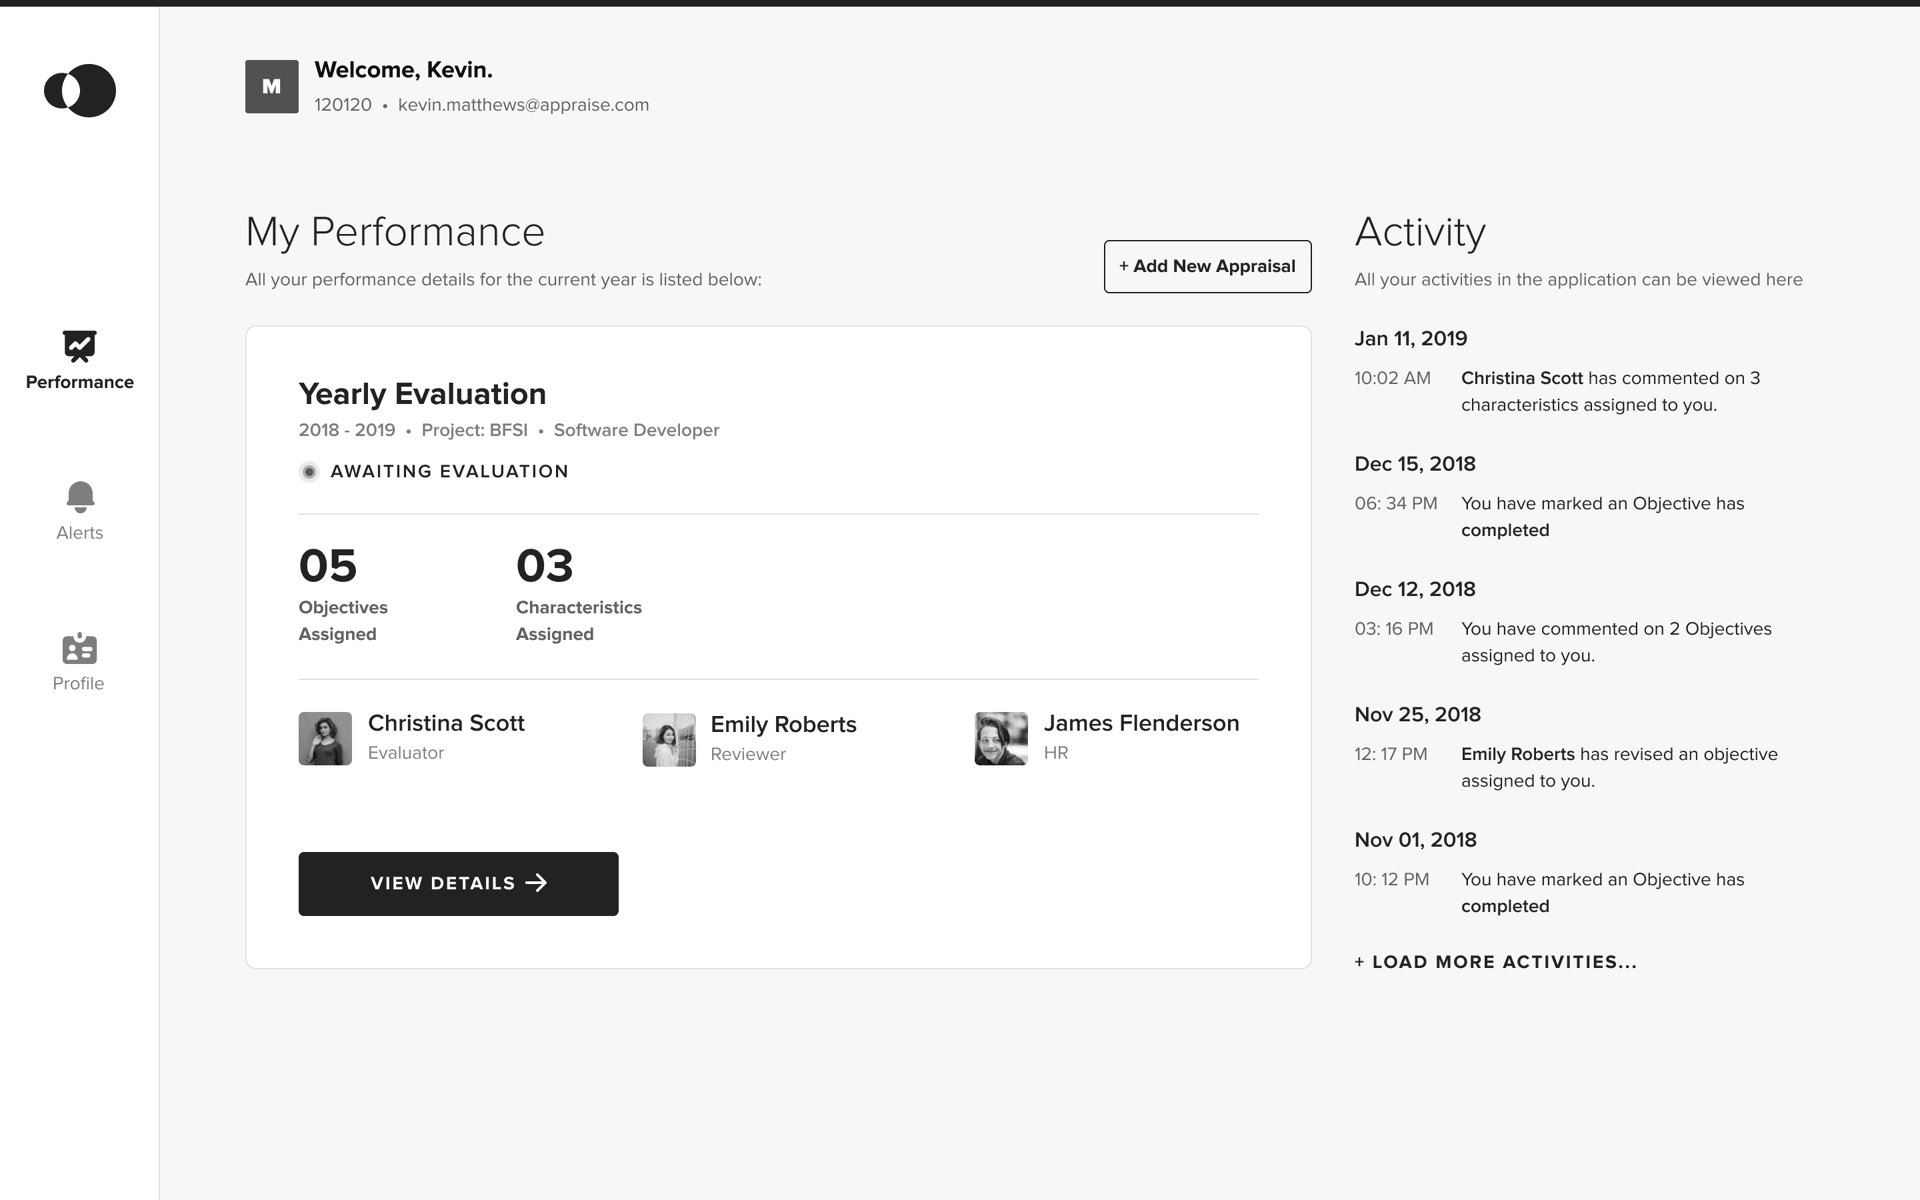 M
Welcome, Kevin.
120120 • kevin.matthews@appraise.com
Performance
Alerts
Profile
My Performance
All your performance details for the current year is listed below:
+ Add New Appraisal
Yearly Evaluation
2018 - 2019 • Project: BFSI • Software Developer
AWAITING EVALUATION
05
Objectives
Assigned
03
Characteristics
Assigned
Christina Scott
Evaluator
Emily Roberts
Reviewer
James Flenderson
HR
VIEW DETAILS →
Activity
All your activities in the application can be viewed here
Jan 11, 2019
10:02 AM Christina Scott has commented on 3
characteristics assigned to you.
Dec 15, 2018
06: 34 PM You have marked an Objective has
completed
Dec 12, 2018
03: 16 PM You have commented on 2 Objectives
assigned to you.
Nov 25, 2018
12: 17 PM Emily Roberts has revised an objective
assigned to you.
Nov 01, 2018
10: 12 PM You have marked an Objective has
completed
+ LOAD MORE ACTIVITIES...